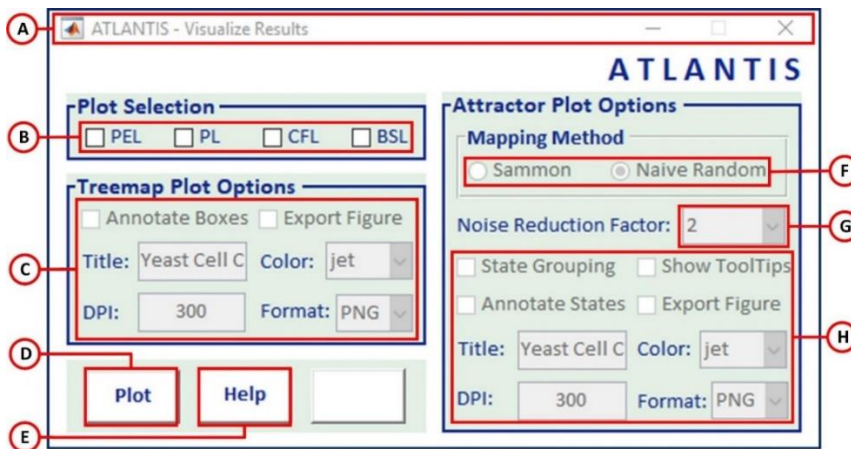 A
ATLANTIS - Visualize Results
ATLANTIS
Plot Selection
B
PEL PL CFL BSL
Treemap Plot Options
C
Annotate Boxes Export Figure
Title: Yeast Cell C Color: jet
DPI: 300 Format: PNG
D
Plot Help
E
Attractor Plot Options
Mapping Method
Sammon Naive Random
F
Noise Reduction Factor: 2
G
State Grouping Show ToolTips
Annotate States Export Figure
H
Title: Yeast Cell C Color: jet
DPI: 300 Format: PNG